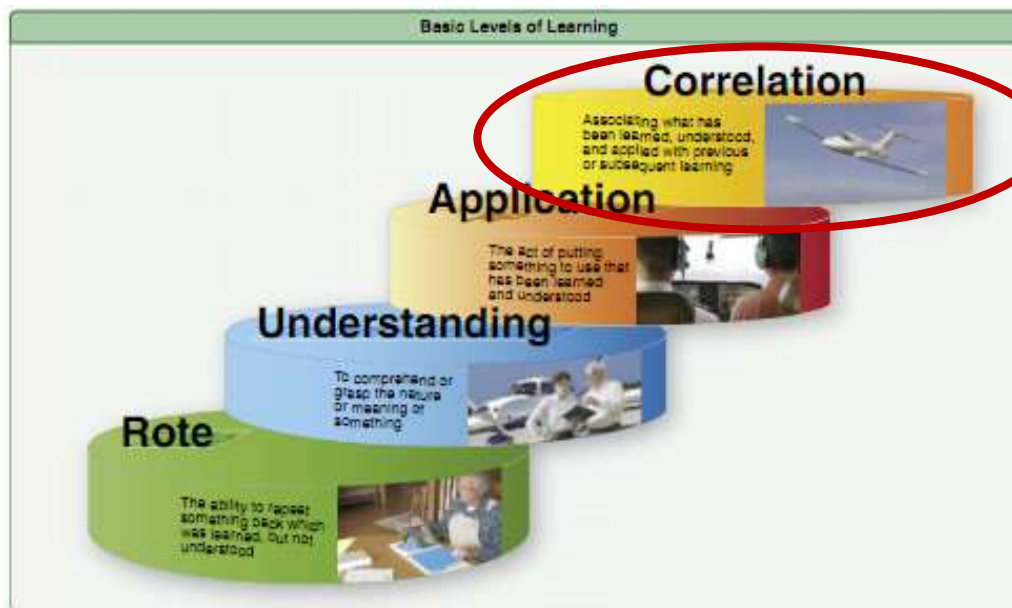 Basic Levels of Learning
Correlation
Associating what has
been learned, understood,
and applied with previous
or subsequent learning
Application
The act of putting
something to use that
has been learned
and understood
Understanding
To comprehend or
grasp the nature
or meaning of
something
Rote
The ability to repeat
something back which
was learned, but not
understood